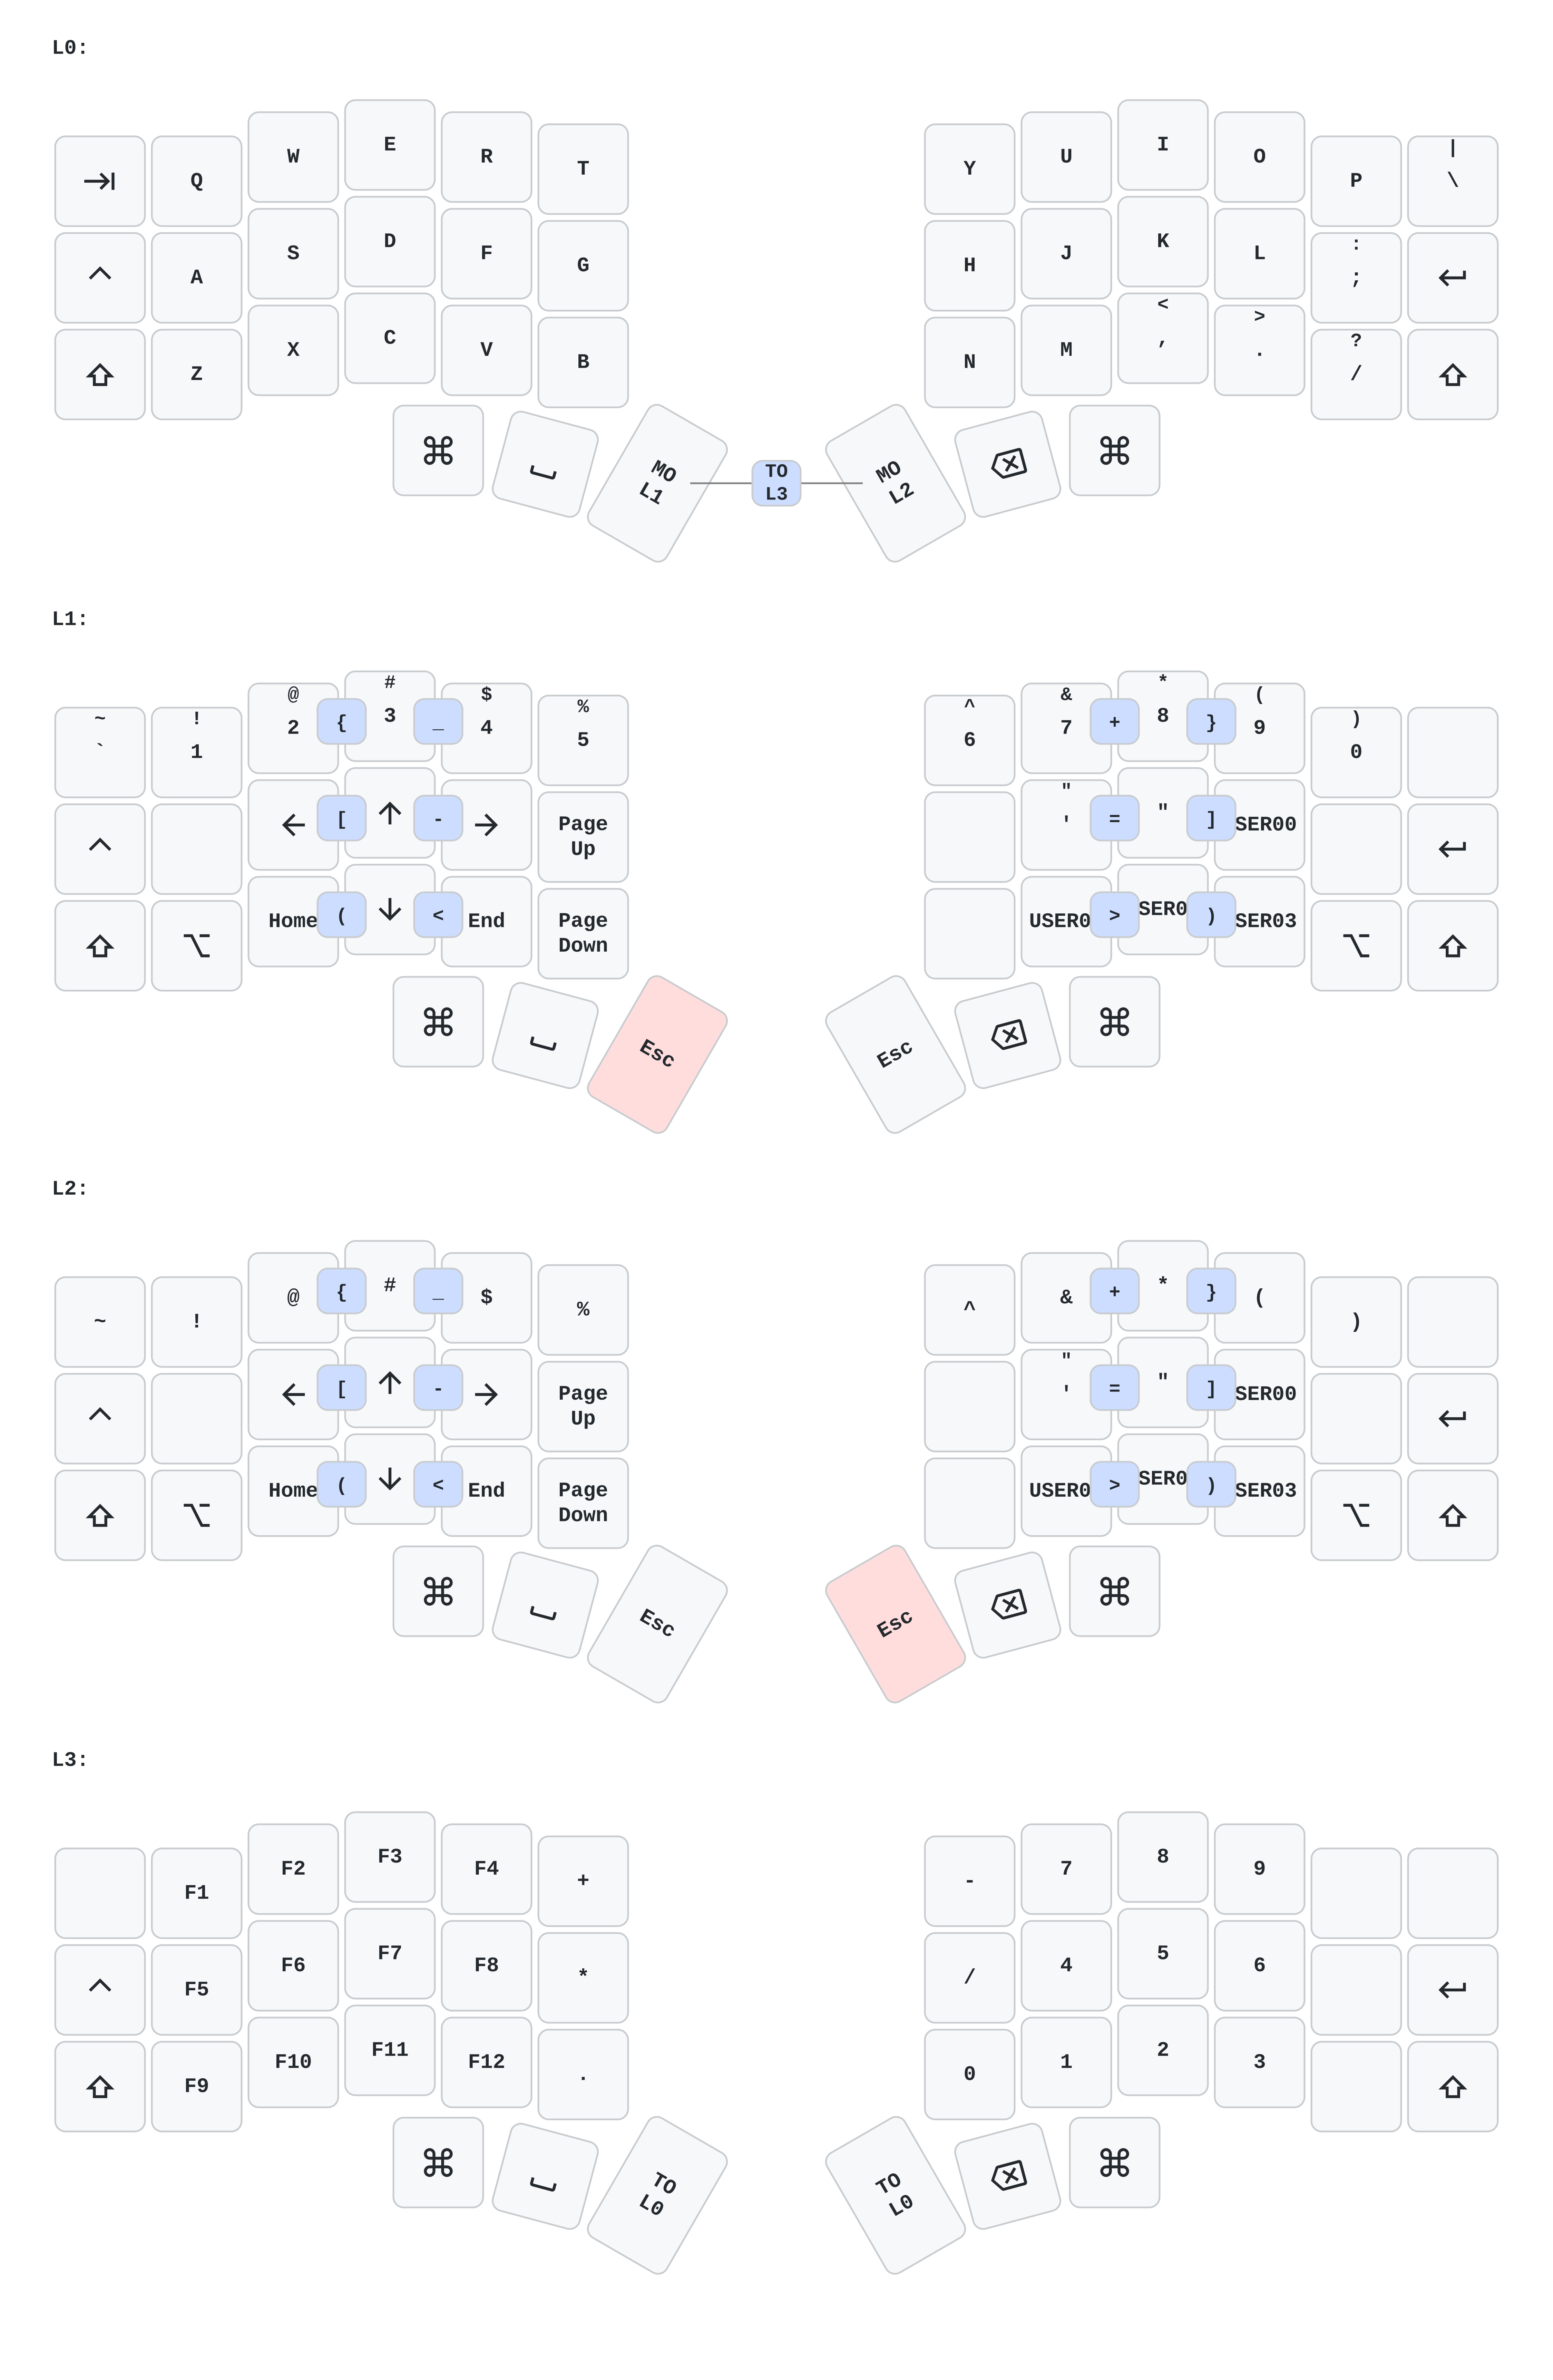 L0:
Q W E R T Y U I O P | \
A S D F G H J K L : ;
Z X C V B N M < , > . ? /
MO L1 TO L3 MO L2
L1:
~ ` ! 1 @ 2 { # 3 _ $ 4 % 5 ^ 6 & 7 + * 8 } ( 9 ) 0
[ - Page Up " ' = " ] SER00
Home ( < End Page Down USER0 > SER0 ) SER03
Esc Esc
L2:
~ ! @ { # _ $ % ^ & + * } ( )
[ - Page Up " ' = " ] SER00
Home ( < End Page Down USER0 > SER0 ) SER03
Esc Esc
L3:
F1 F2 F3 F4 + - 7 8 9
F5 F6 F7 F8 * / 4 5 6
F9 F10 F11 F12 . 0 1 2 3
TO L0 TO L0